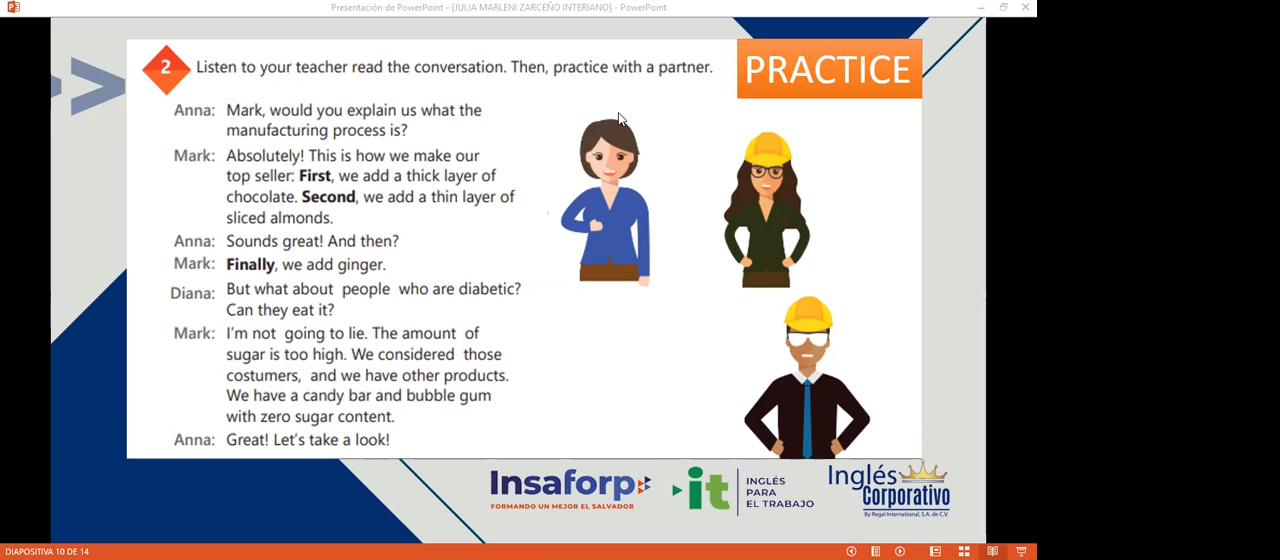 Presentación de PowerPoint - [JULIA MARLENI ZARCEÑO INTERIANO] - PowerPoint
2 Listen to your teacher read the conversation. Then, practice with a partner.
PRACTICE
Anna: Mark, would you explain us what the
manufacturing process is?
Mark: Absolutely! This is how we make our
top seller: First, we add a thick layer of
chocolate. Second, we add a thin layer of
sliced almonds.
Anna: Sounds great! And then?
Mark: Finally, we add ginger.
Diana: But what about people who are diabetic?
Can they eat it?
Mark: I'm not going to lie. The amount of
sugar is too high. We considered those
costumers, and we have other products.
We have a candy bar and bubble gum
with zero sugar content.
Anna: Great! Let's take a look!
Insaforp
FORMANDO UN MEJOR EL SALVADOR
it
INGLÉS
PARA
EL TRABAJO
Inglés
Corporativo
By Regal International, S.A. de C.V.
DIAPOSITIVA 10 DE 14